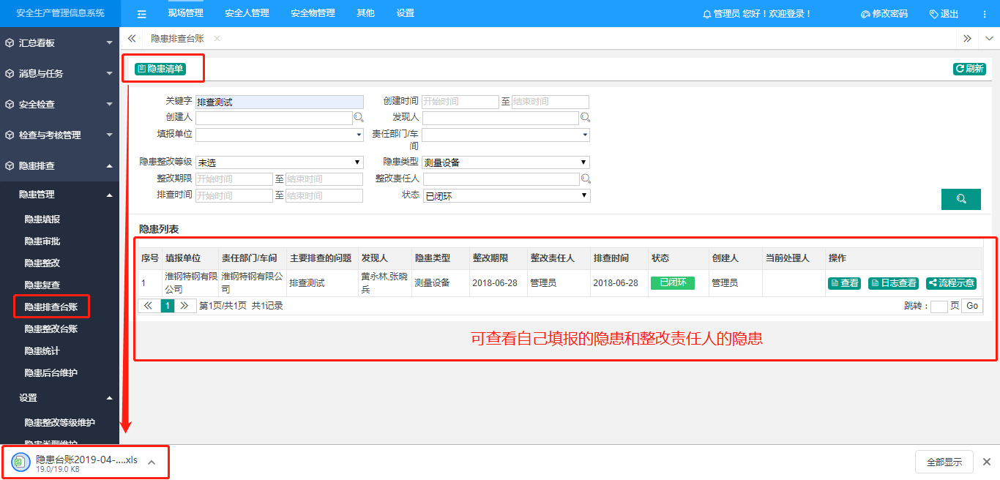 安全生产管理信息系统 现场管理 安全人管理 安全物管理 其他 设置 管理员 您好！欢迎登录！ 修改密码 退出
汇总看板
消息与任务
安全检查
检查与考核管理
隐患排查
隐患管理
隐患填报
隐患审批
隐患整改
隐患复查
隐患排查台账
隐患整改台账
隐患统计
隐患后台维护
设置
隐患整改等级维护
隐患类型维护
隐患排查台账
隐患清单 刷新
关键字 排查测试 创建时间 开始时间 至 结束时间
创建人 发现人
填报单位 责任部门/车间
隐患整改等级 未选 隐患类型 测量设备
整改期限 开始时间 至 结束时间 整改责任人
排查时间 开始时间 至 结束时间 状态 已闭环
隐患列表
序号 填报单位 责任部门/车间 主要排查的问题 发现人 隐患类型 整改期限 整改责任人 排查时间 状态 创建人 当前处理人 操作
1 淮钢特钢有限公司 淮钢特钢有限公司 排查测试 黄永林,张晓兵 测量设备 2018-06-28 管理员 2018-06-28 已闭环 管理员 查看 日志查看 流程示意
1 第1页/共1页 共1记录 跳转： 页 Go
可查看自己填报的隐患和整改责任人的隐患
隐患台账2019-04-....xls
19.0/19.0 KB
全部显示